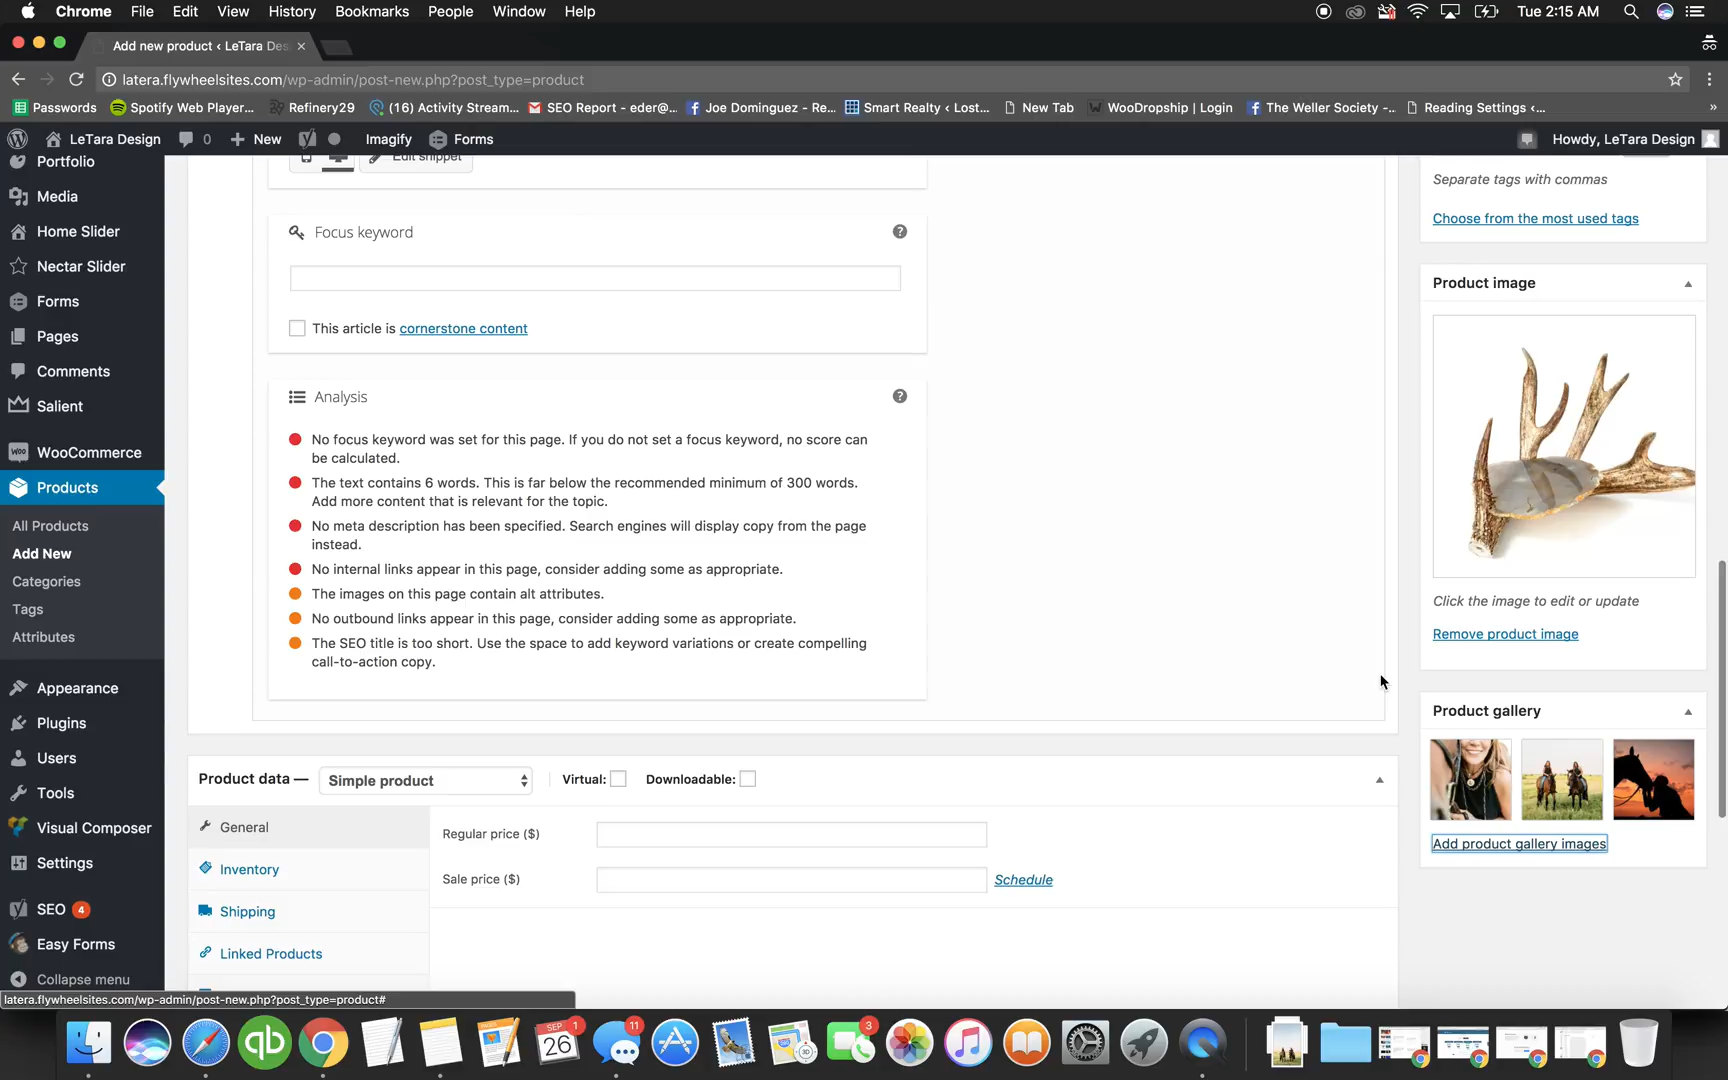 Chrome File Edit View History Bookmarks People Window Help Tue 2:15 AM
Add new product ‹ LeTara Des
latera.flywheelsites.com/wp-admin/post-new.php?post_type=product
Passwords Spotify Web Player... Refinery29 (16) Activity Stream... SEO Report - eder@... Joe Dominguez - Re... Smart Realty ‹ Lost... New Tab WooDropship | Login The Weller Society -... Reading Settings ‹... »
LeTara Design 0 New Imagify Forms Howdy, LeTara Design
Portfolio
Media
Home Slider
Nectar Slider
Forms
Pages
Comments
Salient
WooCommerce
Products
All Products
Add New
Categories
Tags
Attributes
Appearance
Plugins
Users
Tools
Visual Composer
Settings
SEO 4
Easy Forms
Collapse menu
Edit snippet
Focus keyword
This article is cornerstone content
Analysis
No focus keyword was set for this page. If you do not set a focus keyword, no score can
be calculated.
The text contains 6 words. This is far below the recommended minimum of 300 words.
Add more content that is relevant for the topic.
No meta description has been specified. Search engines will display copy from the page
instead.
No internal links appear in this page, consider adding some as appropriate.
The images on this page contain alt attributes.
No outbound links appear in this page, consider adding some as appropriate.
The SEO title is too short. Use the space to add keyword variations or create compelling
call-to-action copy.
Product data — Simple product Virtual: Downloadable:
General
Inventory
Shipping
Linked Products
Regular price ($)
Sale price ($) Schedule
Separate tags with commas
Choose from the most used tags
Product image
Click the image to edit or update
Remove product image
Product gallery
Add product gallery images
latera.flywheelsites.com/wp-admin/post-new.php?post_type=product#
SEP 26 1
11
3